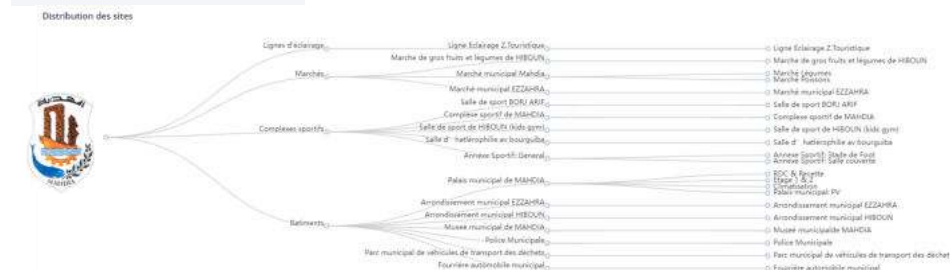 Distribution des sites
Lignes d'éclairage
Ligne Eclairage Z.Touristique
Ligne Eclairage Z.Touristique
Marchés
Marche de gros fruits et légumes de HIBOUN
Marche de gros fruits et légumes de HIBOUN
Marché municipal Mahdia
Marché Légumes
Marché Poissons
Marché municipal EZZAHRA
Marché municipal EZZAHRA
Complexes sportifs
Salle de sport BORJ ARIF
Salle de sport BORJ ARIF
Complexe sportif de MAHDIA
Complexe sportif de MAHDIA
Salle de sport de HIBOUN (kids gym)
Salle de sport de HIBOUN (kids gym)
Salle d' haltérophilie av bourguiba
Salle d' haltérophilie av bourguiba
Annexe Sportif: General
Annexe Sportif: Stade de Foot
Annexe Sportif: Salle couverte
Batiments
Palais municipal de MAHDIA
RDC & Recette
Etage 1 & 2
Climatisation
Palais municipal: PV
Arrondissement municipal EZZAHRA
Arrondissement municipal EZZAHRA
Arrondissement municipal HIBOUN
Arrondissement municipal HIBOUN
Musée municipal de MAHDIA
Musée municipalde MAHDIA
Police Municipale
Police Municipale
Parc municipal de véhicules de transport des déchets
Parc municipal de véhicules de transport des déchet
Fourrière automobile municipal
Fourrière automobile municipal
المهدية
MAHDIA